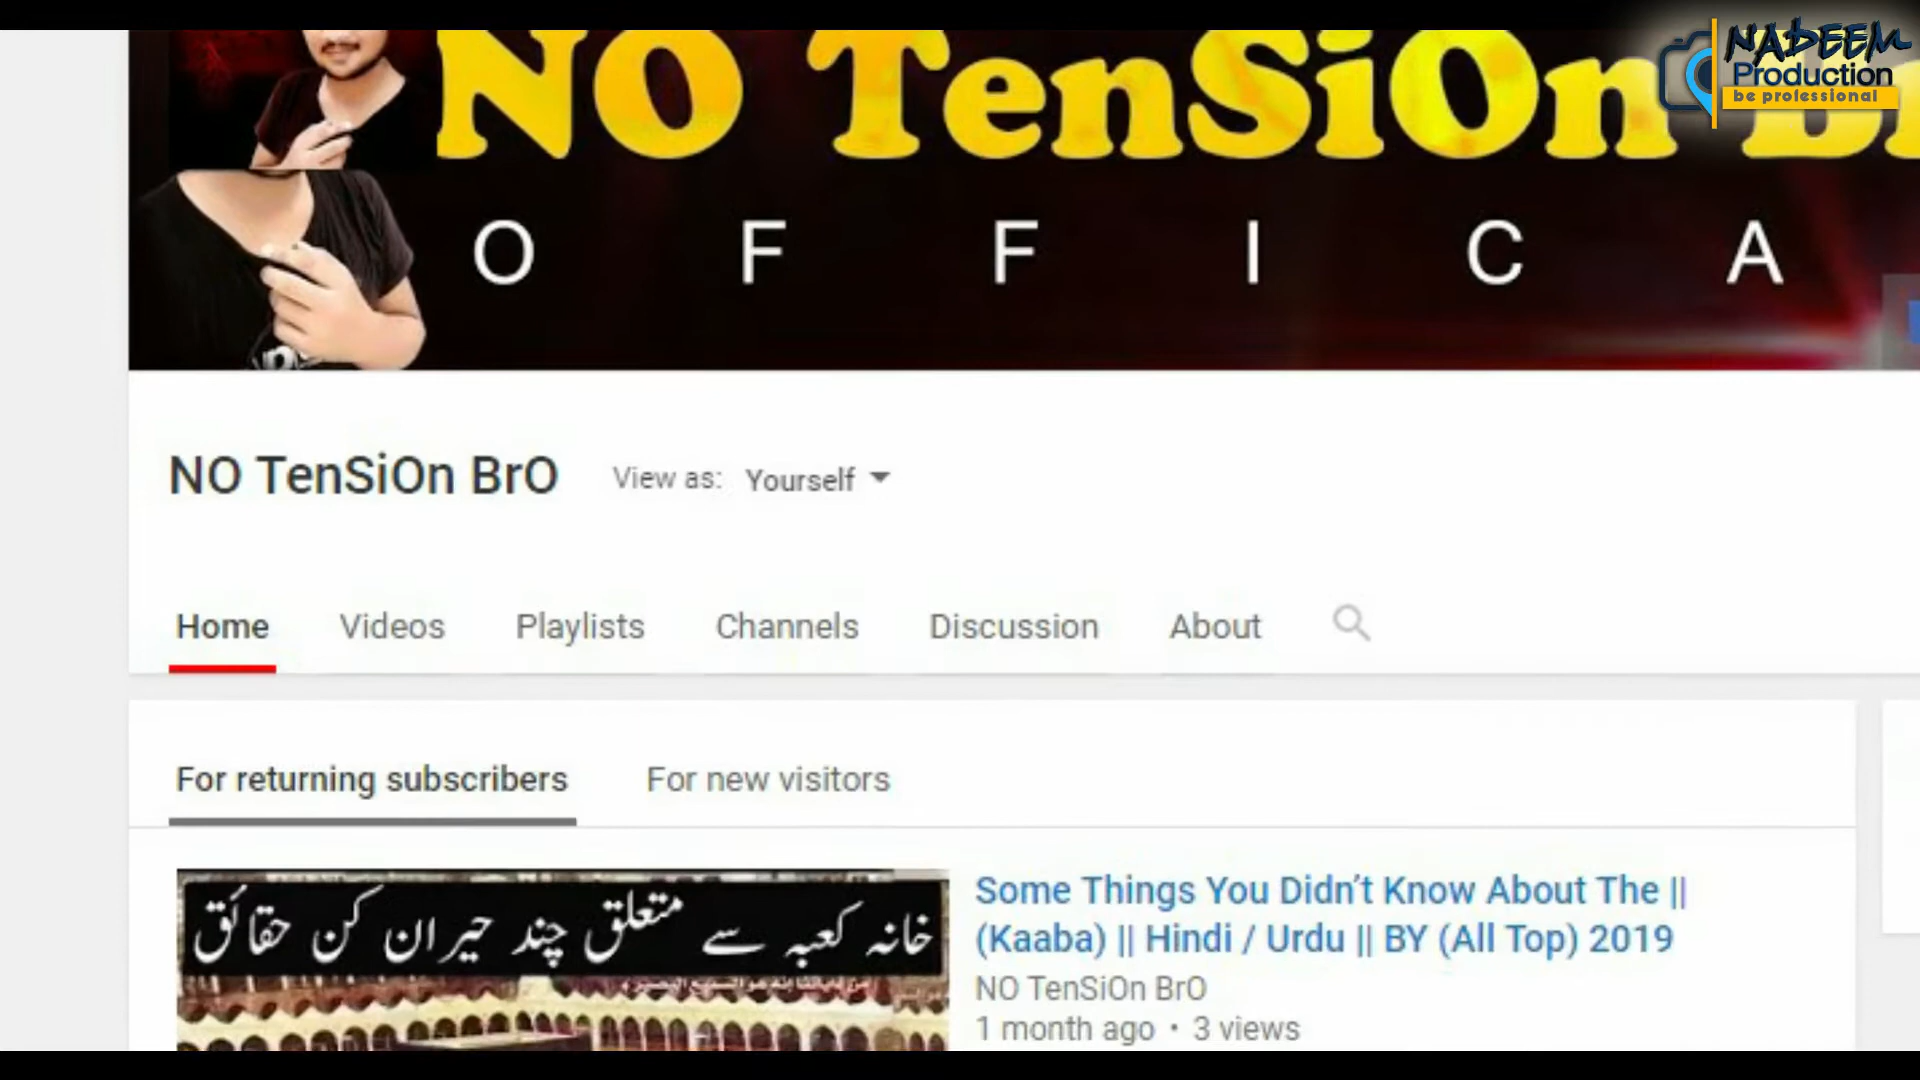 NO TenSiOn Br
NADEEM
Production
be professional
O F F I C A
NO TenSiOn BrO View as: Yourself
Home Videos Playlists Channels Discussion About
For returning subscribers For new visitors
خانہ کعبہ سے متعلق چند حیران کن حقائق
Some Things You Didn't Know About The ||
(Kaaba) || Hindi / Urdu || BY (All Top) 2019
NO TenSiOn BrO
1 month ago • 3 views